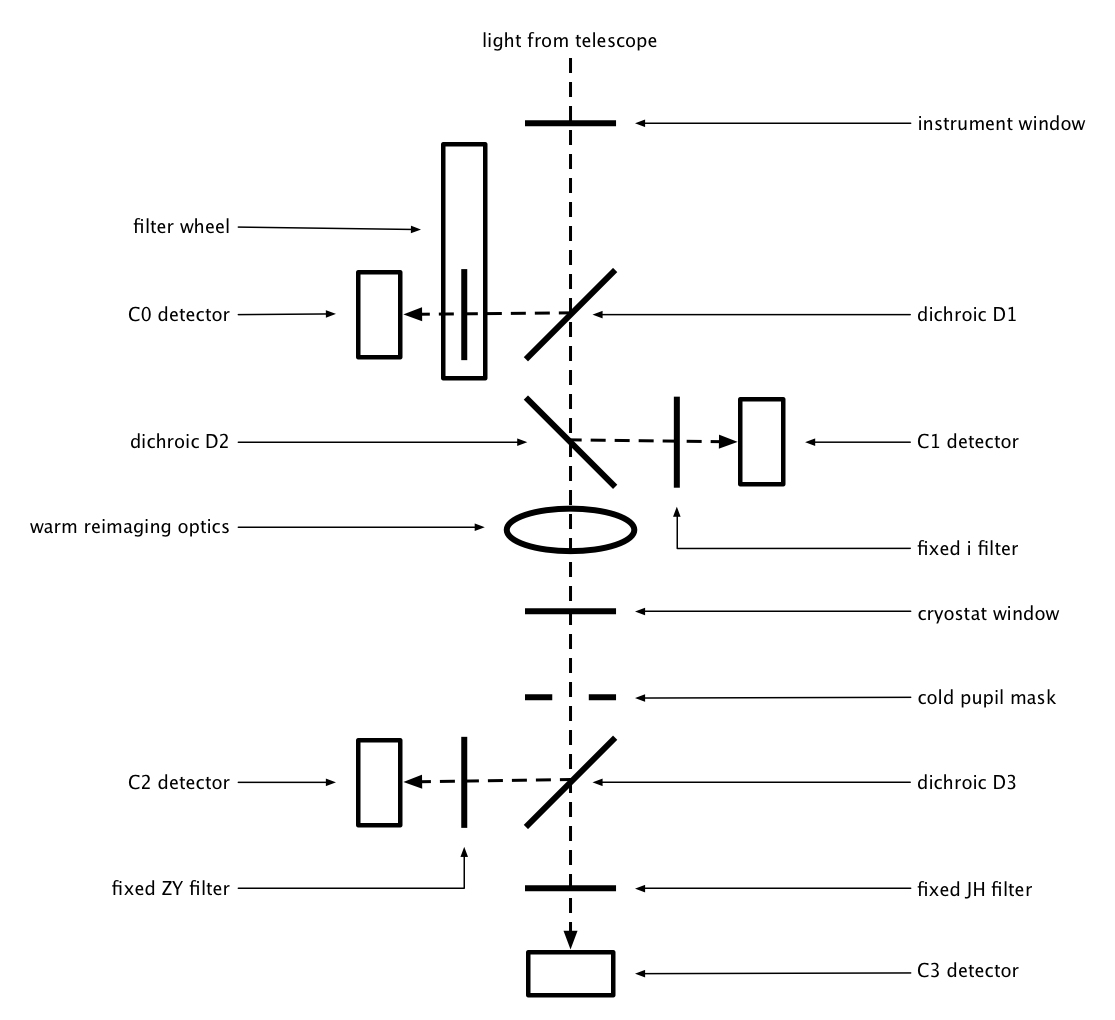 light from telescope
instrument window
filter wheel
C0 detector
dichroic D1
dichroic D2
C1 detector
warm reimaging optics
fixed i filter
cryostat window
cold pupil mask
C2 detector
dichroic D3
fixed ZY filter
fixed JH filter
C3 detector